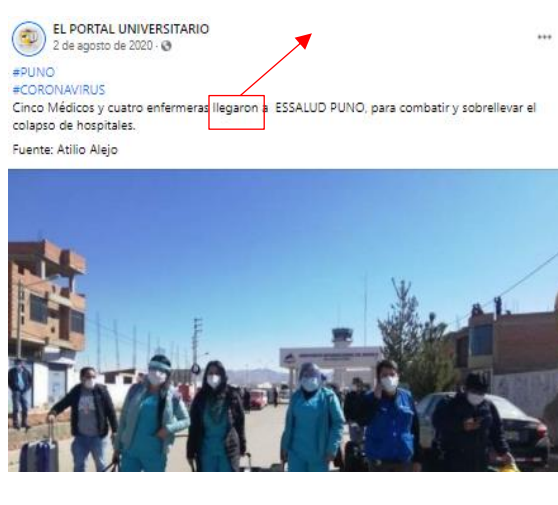 EL PORTAL UNIVERSITARIO
2 de agosto de 2020 ·
#PUNO
#CORONAVIRUS
Cinco Médicos y cuatro enfermeras llegaron a ESSALUD PUNO, para combatir y sobrellevar el
colapso de hospitales.
Fuente: Atilio Alejo